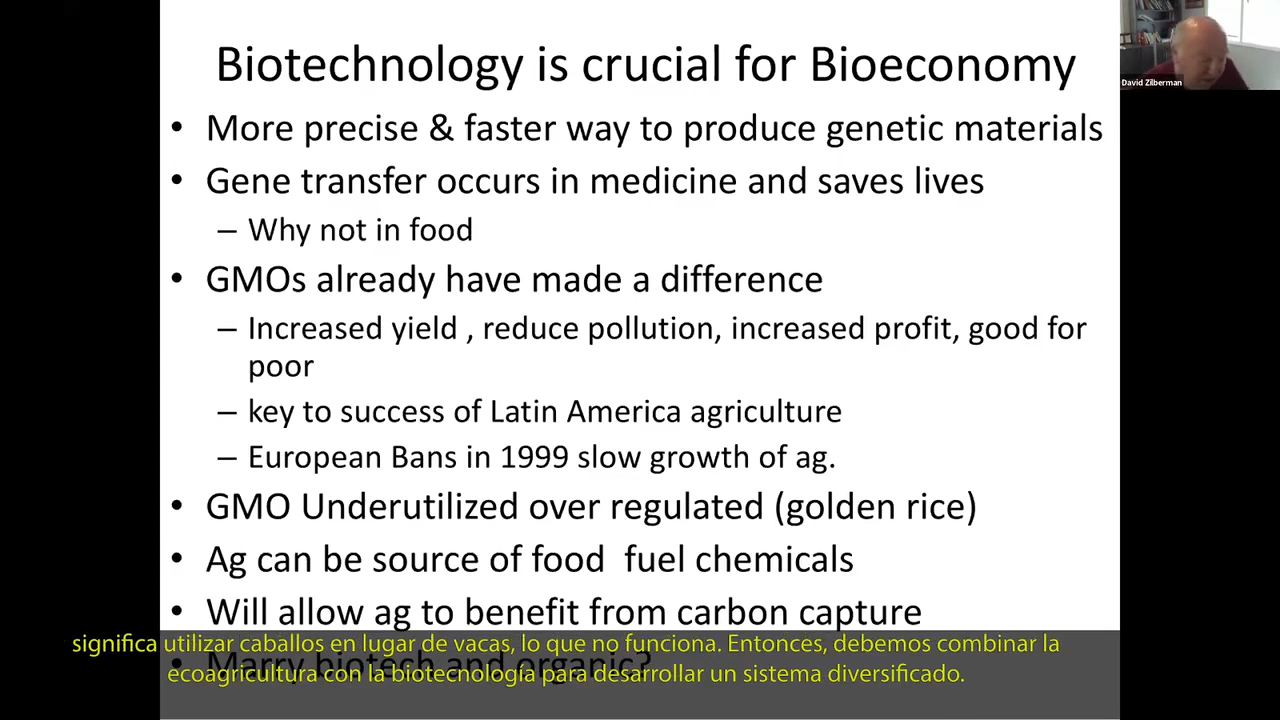 Biotechnology is crucial for Bioeconomy
David Zilberman
• More precise & faster way to produce genetic materials
• Gene transfer occurs in medicine and saves lives
– Why not in food
• GMOs already have made a difference
– Increased yield , reduce pollution, increased profit, good for
poor
– key to success of Latin America agriculture
– European Bans in 1999 slow growth of ag.
• GMO Underutilized over regulated (golden rice)
• Ag can be source of food  fuel chemicals
• Will allow ag to benefit from carbon capture
• Marry biotech and organic?
significa utilizar caballos en lugar de vacas, lo que no funciona. Entonces, debemos combinar la
ecoagricultura con la biotecnología para desarrollar un sistema diversificado.